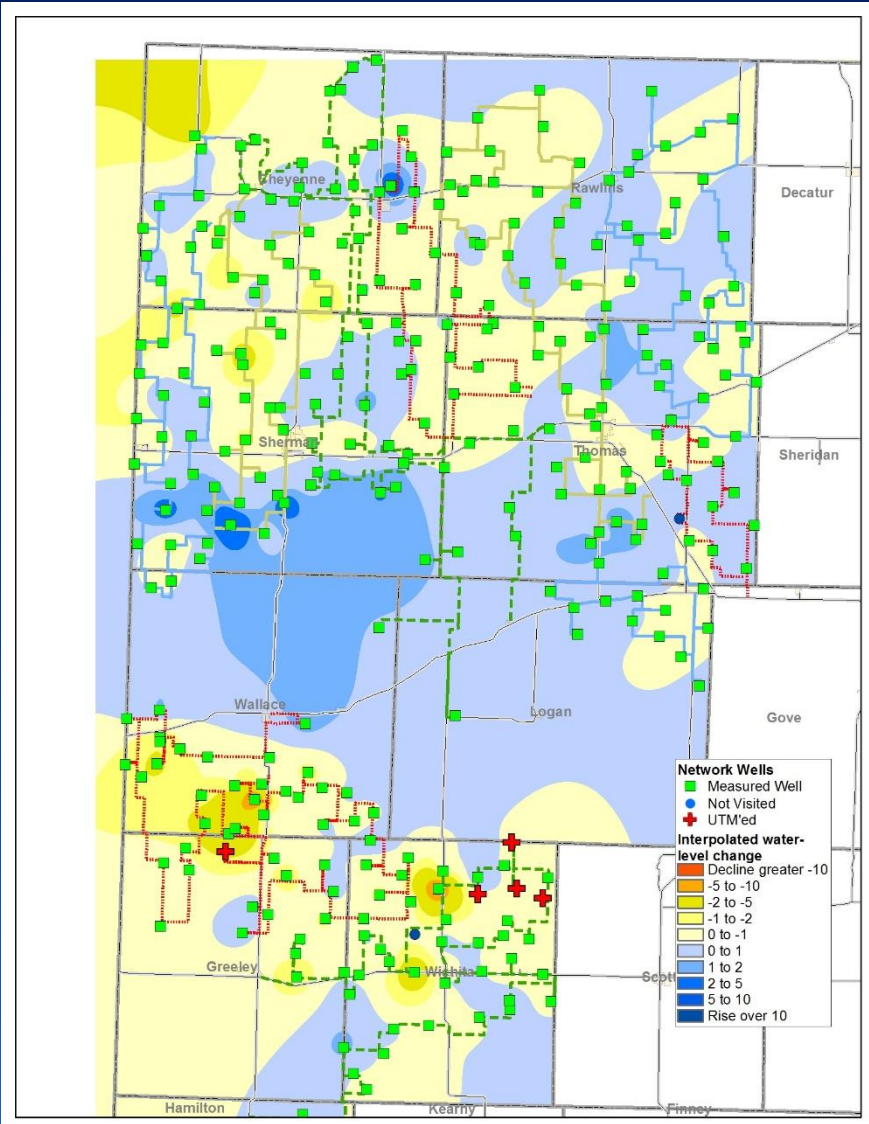 Cheyenne
Rawlins
Decatur
Sherman
Thomas
Sheridan
Wallace
Logan
Gove
Network Wells
Measured Well
Not Visited
UTM'ed
Interpolated water-
level change
Decline greater -10
-5 to -10
-2 to -5
-1 to -2
0 to -1
0 to 1
1 to 2
2 to 5
5 to 10
Rise over 10
Greeley
Wichita
Scott
Hamilton
Kearny
Finney